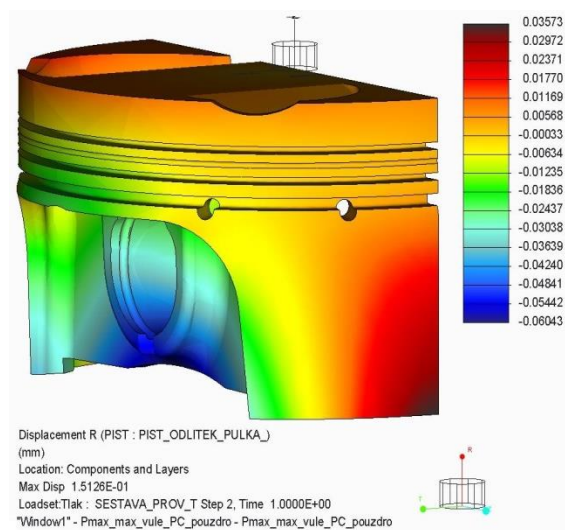 0.03573
0.02972
0.02371
0.01770
0.01169
0.00568
-0.00033
-0.00634
-0.01235
-0.01836
-0.02437
-0.03038
-0.03639
-0.04240
-0.04841
-0.05442
-0.06043
Displacement R (PIST : PIST_ODLITEK_PULKA_)
(mm)
Location: Components and Layers
Max Disp 1.5126E-01
Loadset:Tlak : SESTAVA_PROV_T Step 2, Time 1.0000E+00
"Window1" - Pmax_max_vule_PC_pouzdro - Pmax_max_vule_PC_pouzdro
R
T